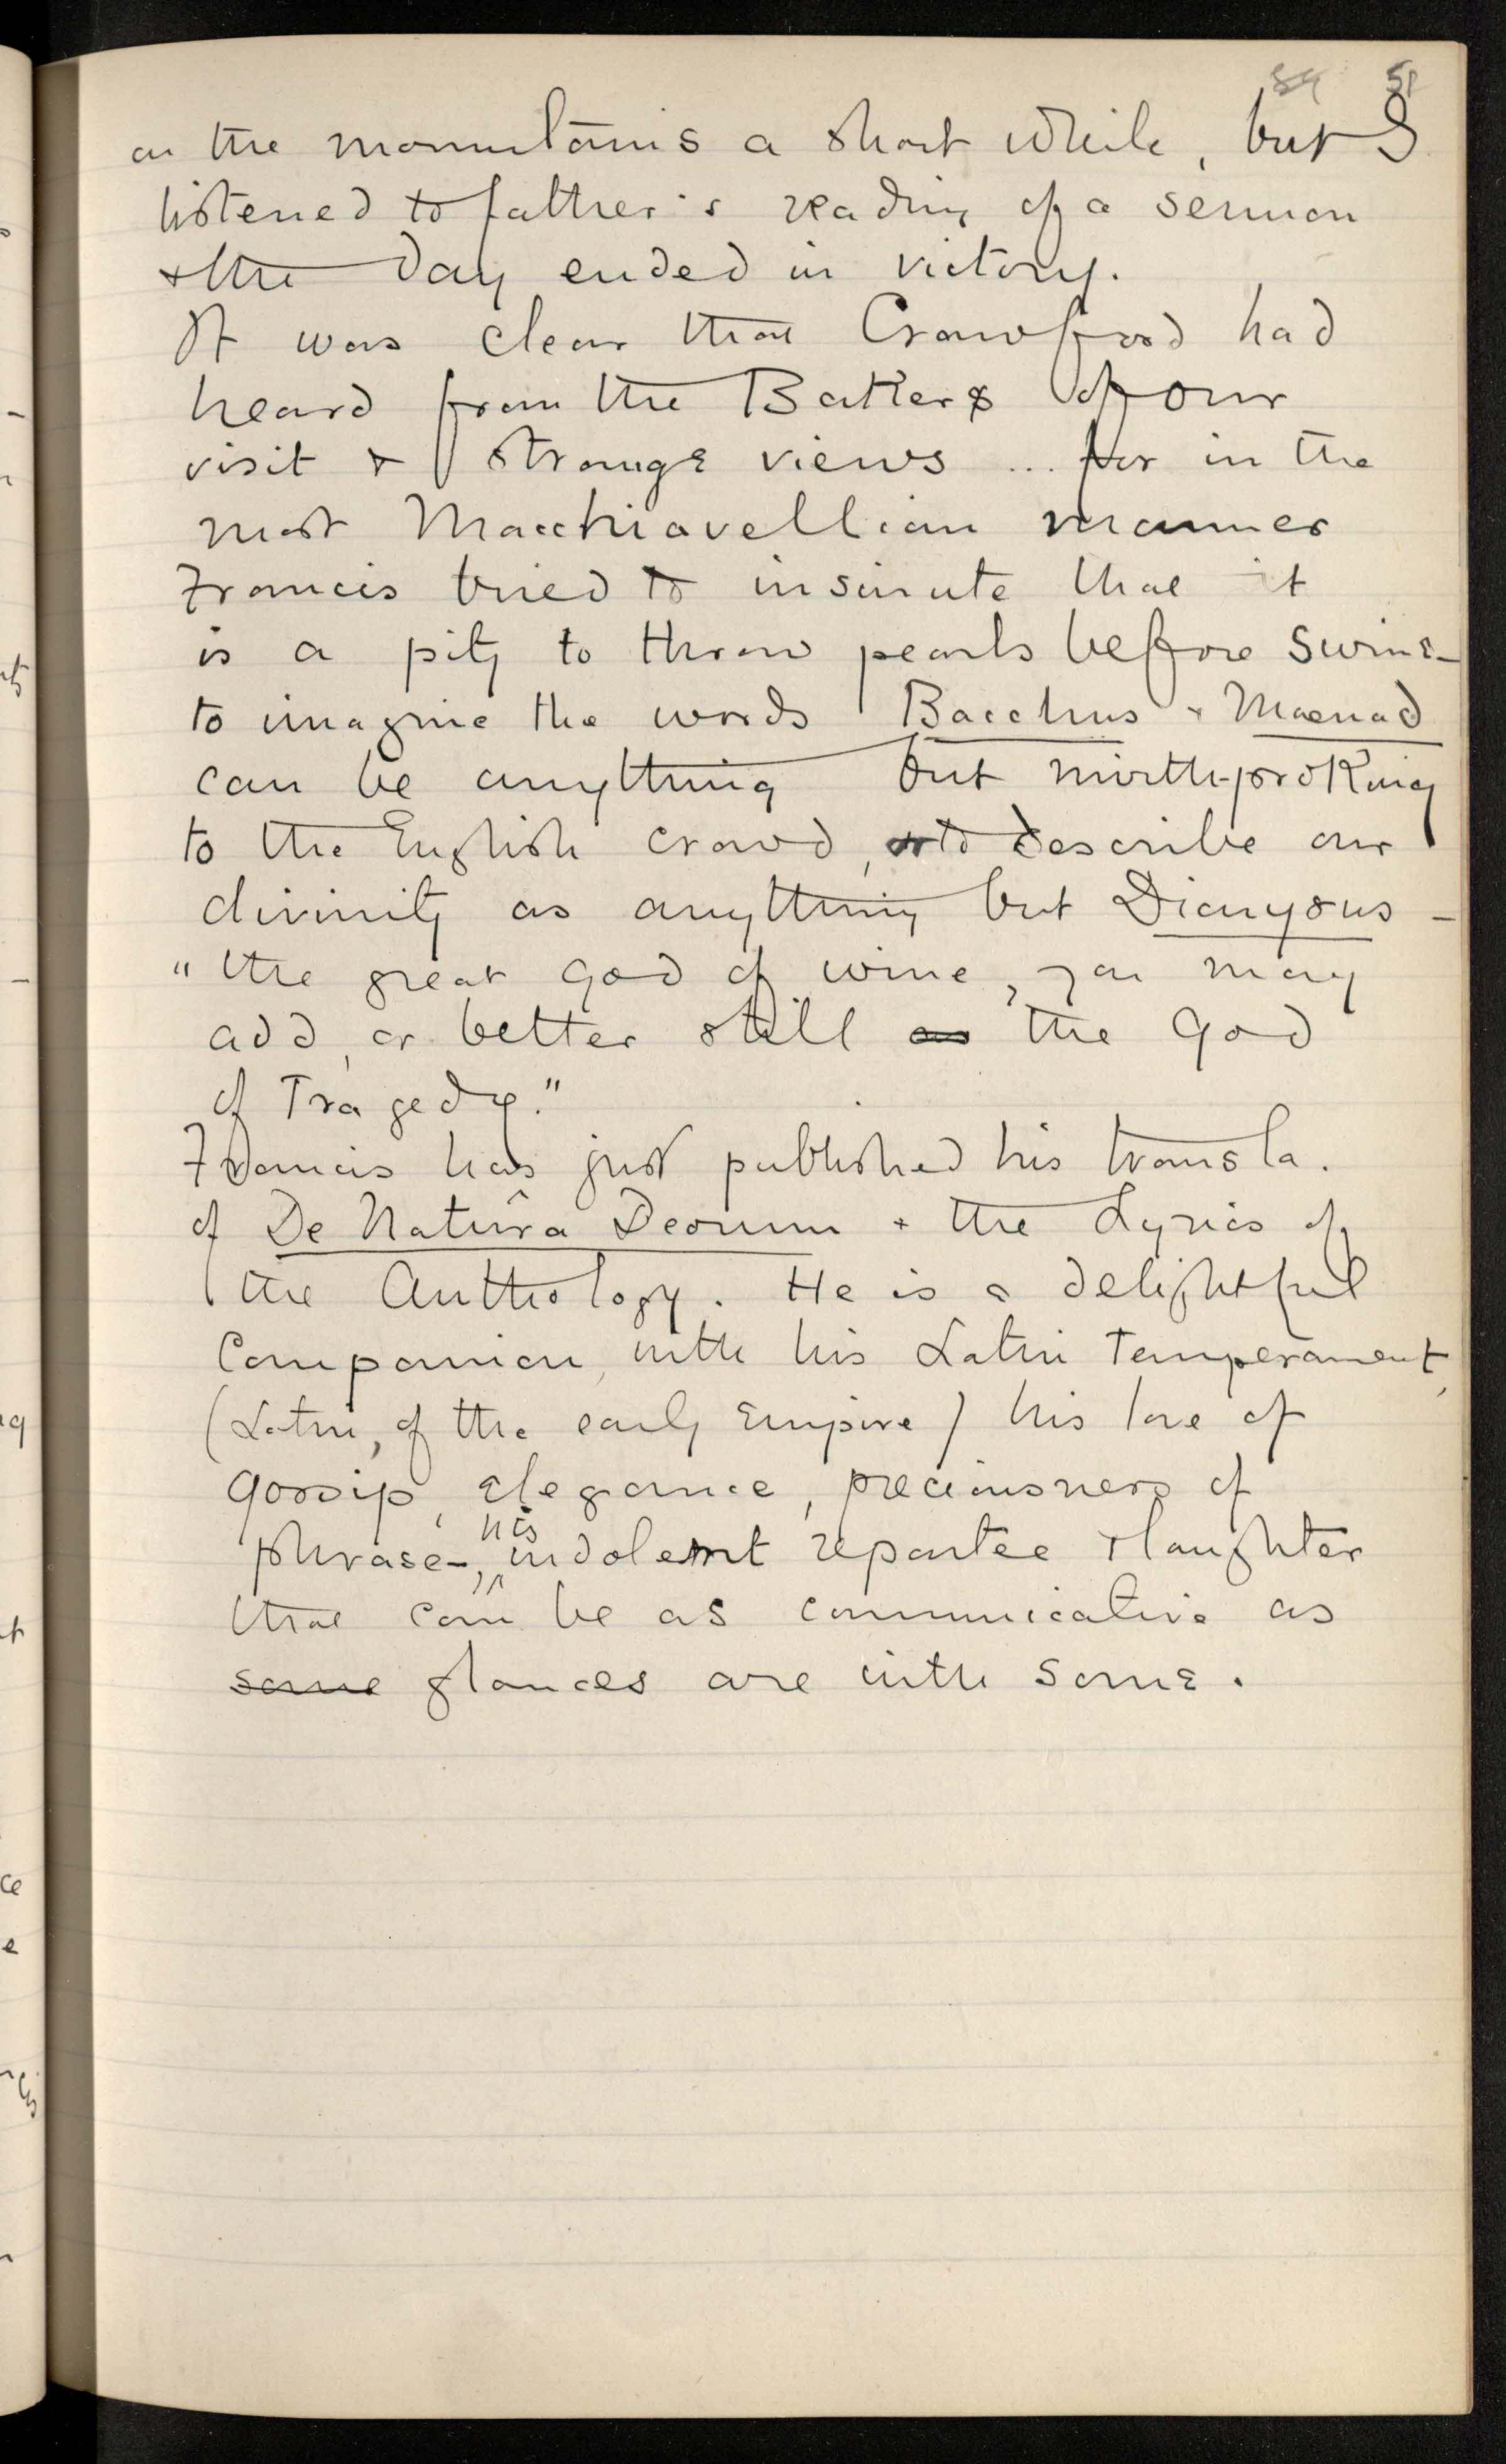 51
on the mountains a short while, but I
listened to father's reading of a sermon
& the day ended in victory.
It was clear that Crawford had
heard from the Bakers of our
visit & strange views ... for in the
most Macchiavellian manner
Francis tried to insinute that it
is a pity to throw pearls before swine –
to imagine the words Bacchus & Maenad
can be anything but mirth-proking
to the English crowd, or to describe our
divinity as anything but Dionysus –
"the great god of wine, you may
add, or better still as the god
of Tragedy."
Francis has just published his transla.
of De Natûra Deorum & the Lyrics of
the Anthology. He is a delightful
Companion, with his Latin Temperament,
(Latin, of the early Empire) his love of
gossip, elegance, preciousness of
phrase –, his indolent repartee & laughter
that can be as communicative as
some glances are with some.